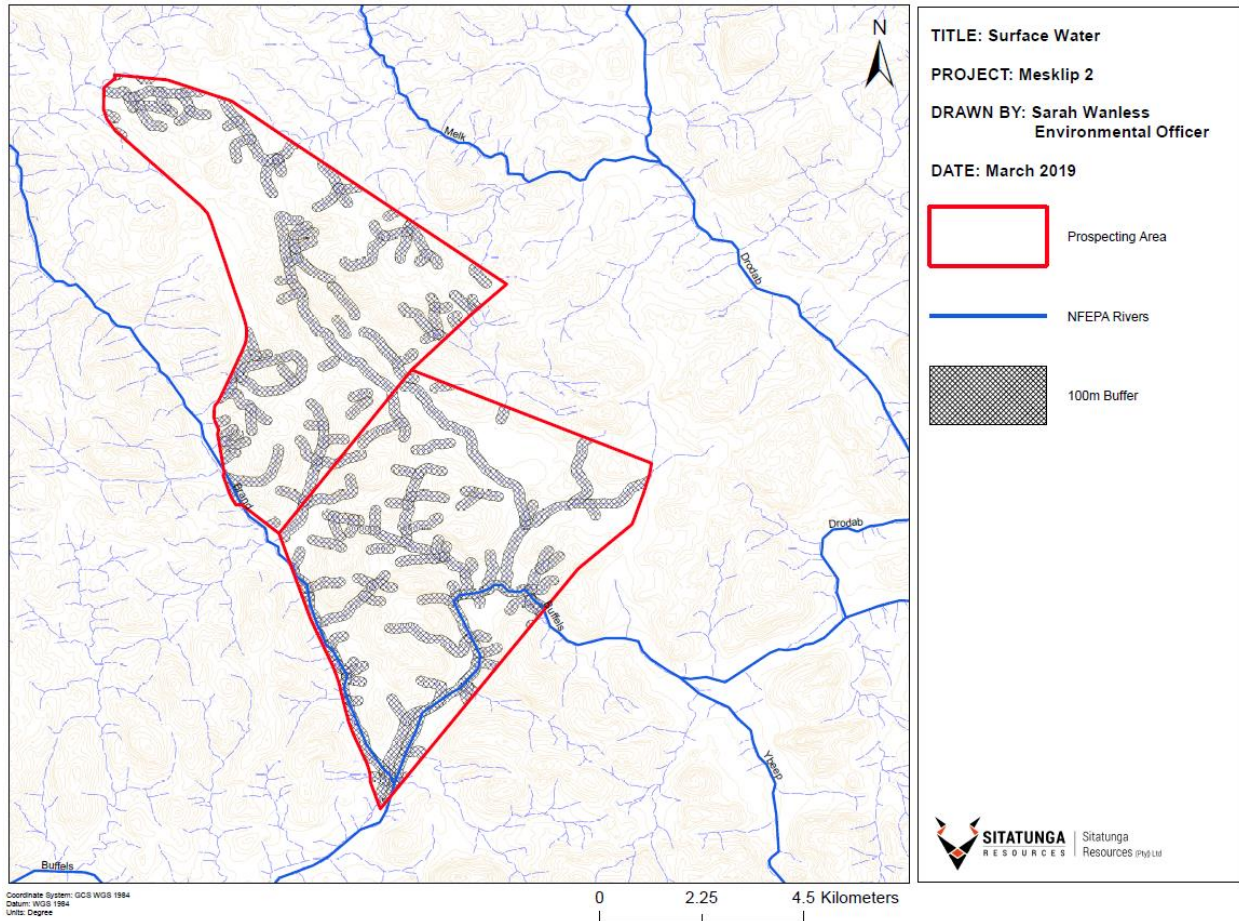 N
Melk
Drodab
Brand
Drodab
Buffels
Ybeep
Buffels
Coordinate System: GCS WGS 1984
Datum: WGS 1984
Units: Degree
0 2.25 4.5 Kilometers
TITLE: Surface Water
PROJECT: Mesklip 2
DRAWN BY: Sarah Wanless
Environmental Officer
DATE: March 2019
Prospecting Area
NFEPA Rivers
100m Buffer
SITATUNGA
RESOURCES
Sitatunga
Resources (Pty) Ltd